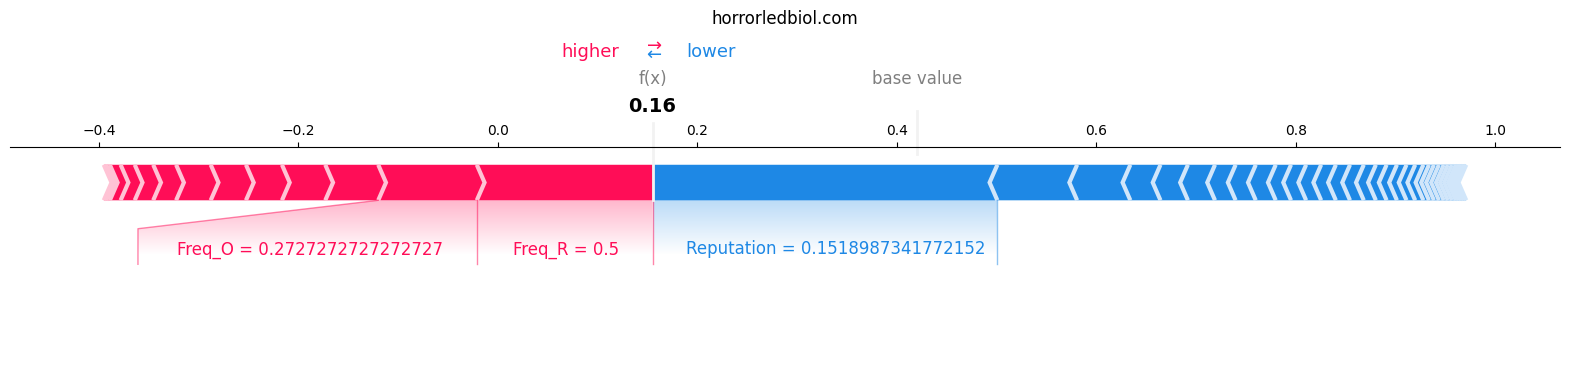 horrorledbiol.com
higher ⇄ lower
f(x) base value
0.16
−0.4 −0.2 0.0 0.2 0.4 0.6 0.8 1.0
Freq_O = 0.2727272727272727 Freq_R = 0.5 Reputation = 0.1518987341772152